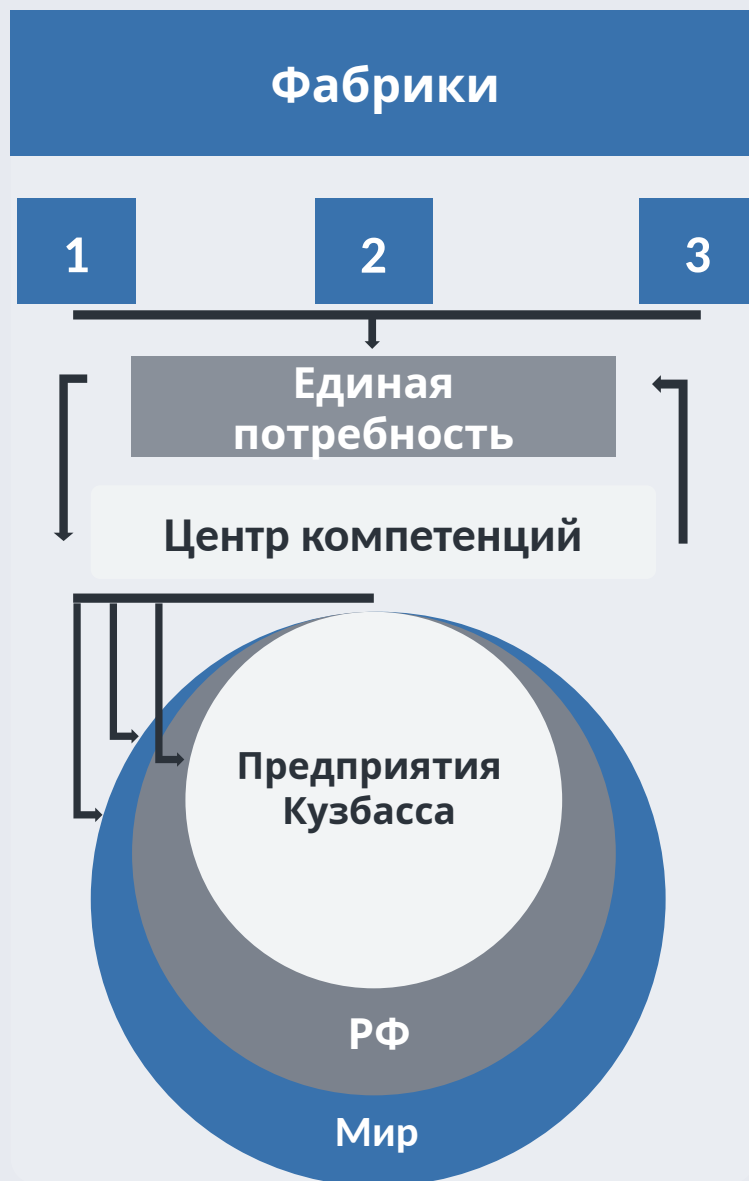 Фабрики
1 2 3
Единая
потребность
Центр компетенций
Предприятия
Кузбасса
РФ
Мир